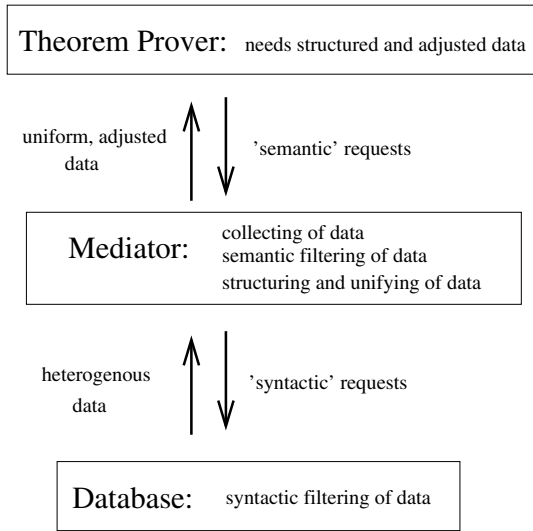 Theorem Prover: needs structured and adjusted data
uniform, adjusted
data
'semantic' requests
Mediator:
collecting of data
semantic filtering of data
structuring and unifying of data
heterogenous
data
'syntactic' requests
Database: syntactic filtering of data